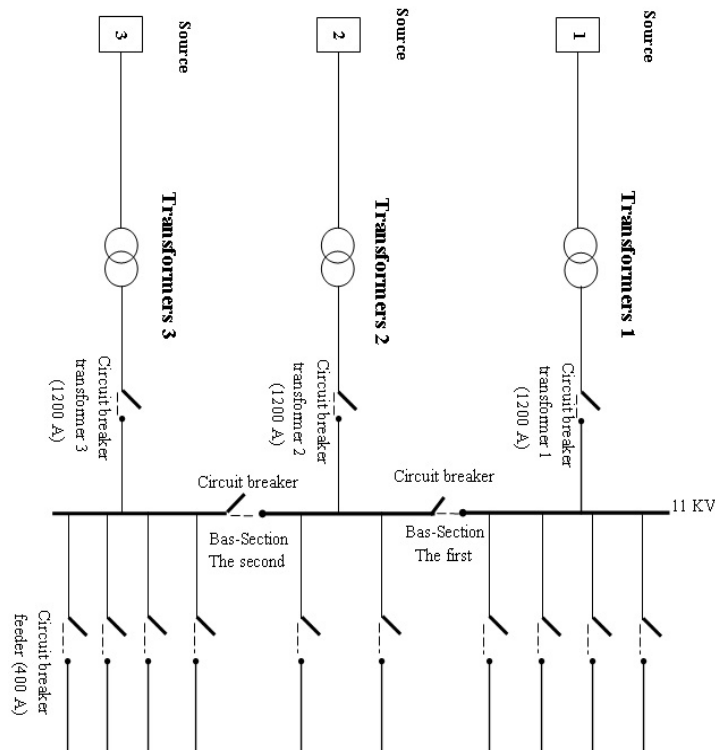 Source
3
Source
2
Source
1
Transformers 3
Transformers 2
Transformers 1
Circuit breaker
transformer 3
(1200 A)
Circuit breaker
transformer 2
(1200 A)
Circuit breaker
transformer 1
(1200 A)
Circuit breaker
Circuit breaker
11 KV
Bas-Section
The second
Bas-Section
The first
Circuit breaker
feeder (400 A)